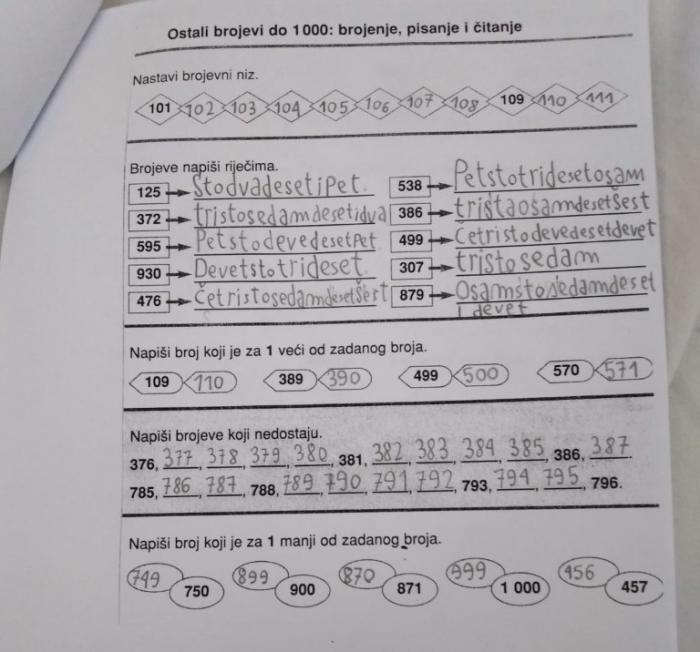 Ostali brojevi do 1 000: brojenje, pisanje i čitanje
Nastavi brojevni niz.
101 102 103 104 105 106 107 108 109 110 111
Brojeve napiši riječima.
125 Stodvadesetipet. 538 Petstotridesetosam
372 tristosedamdesetidva 386 tristaosamdesetšest
595 Petstodevedesetpet 499 Četristodevedesetdevet
930 Devetstotrideset. 307 tristosedam
476 Četristosedamdesetšest 879 Osamstosedamdeset
i devet
Napiši broj koji je za 1 veći od zadanog broja.
109 110 389 390 499 500 570 571
Napiši brojeve koji nedostaju.
376, 377, 378, 379, 380, 381, 382, 383, 384, 385, 386, 387
785, 786, 787, 788, 789, 790, 791, 792, 793, 794, 795, 796.
Napiši broj koji je za 1 manji od zadanog broja.
749 899 870 999 456
750 900 871 1 000 457